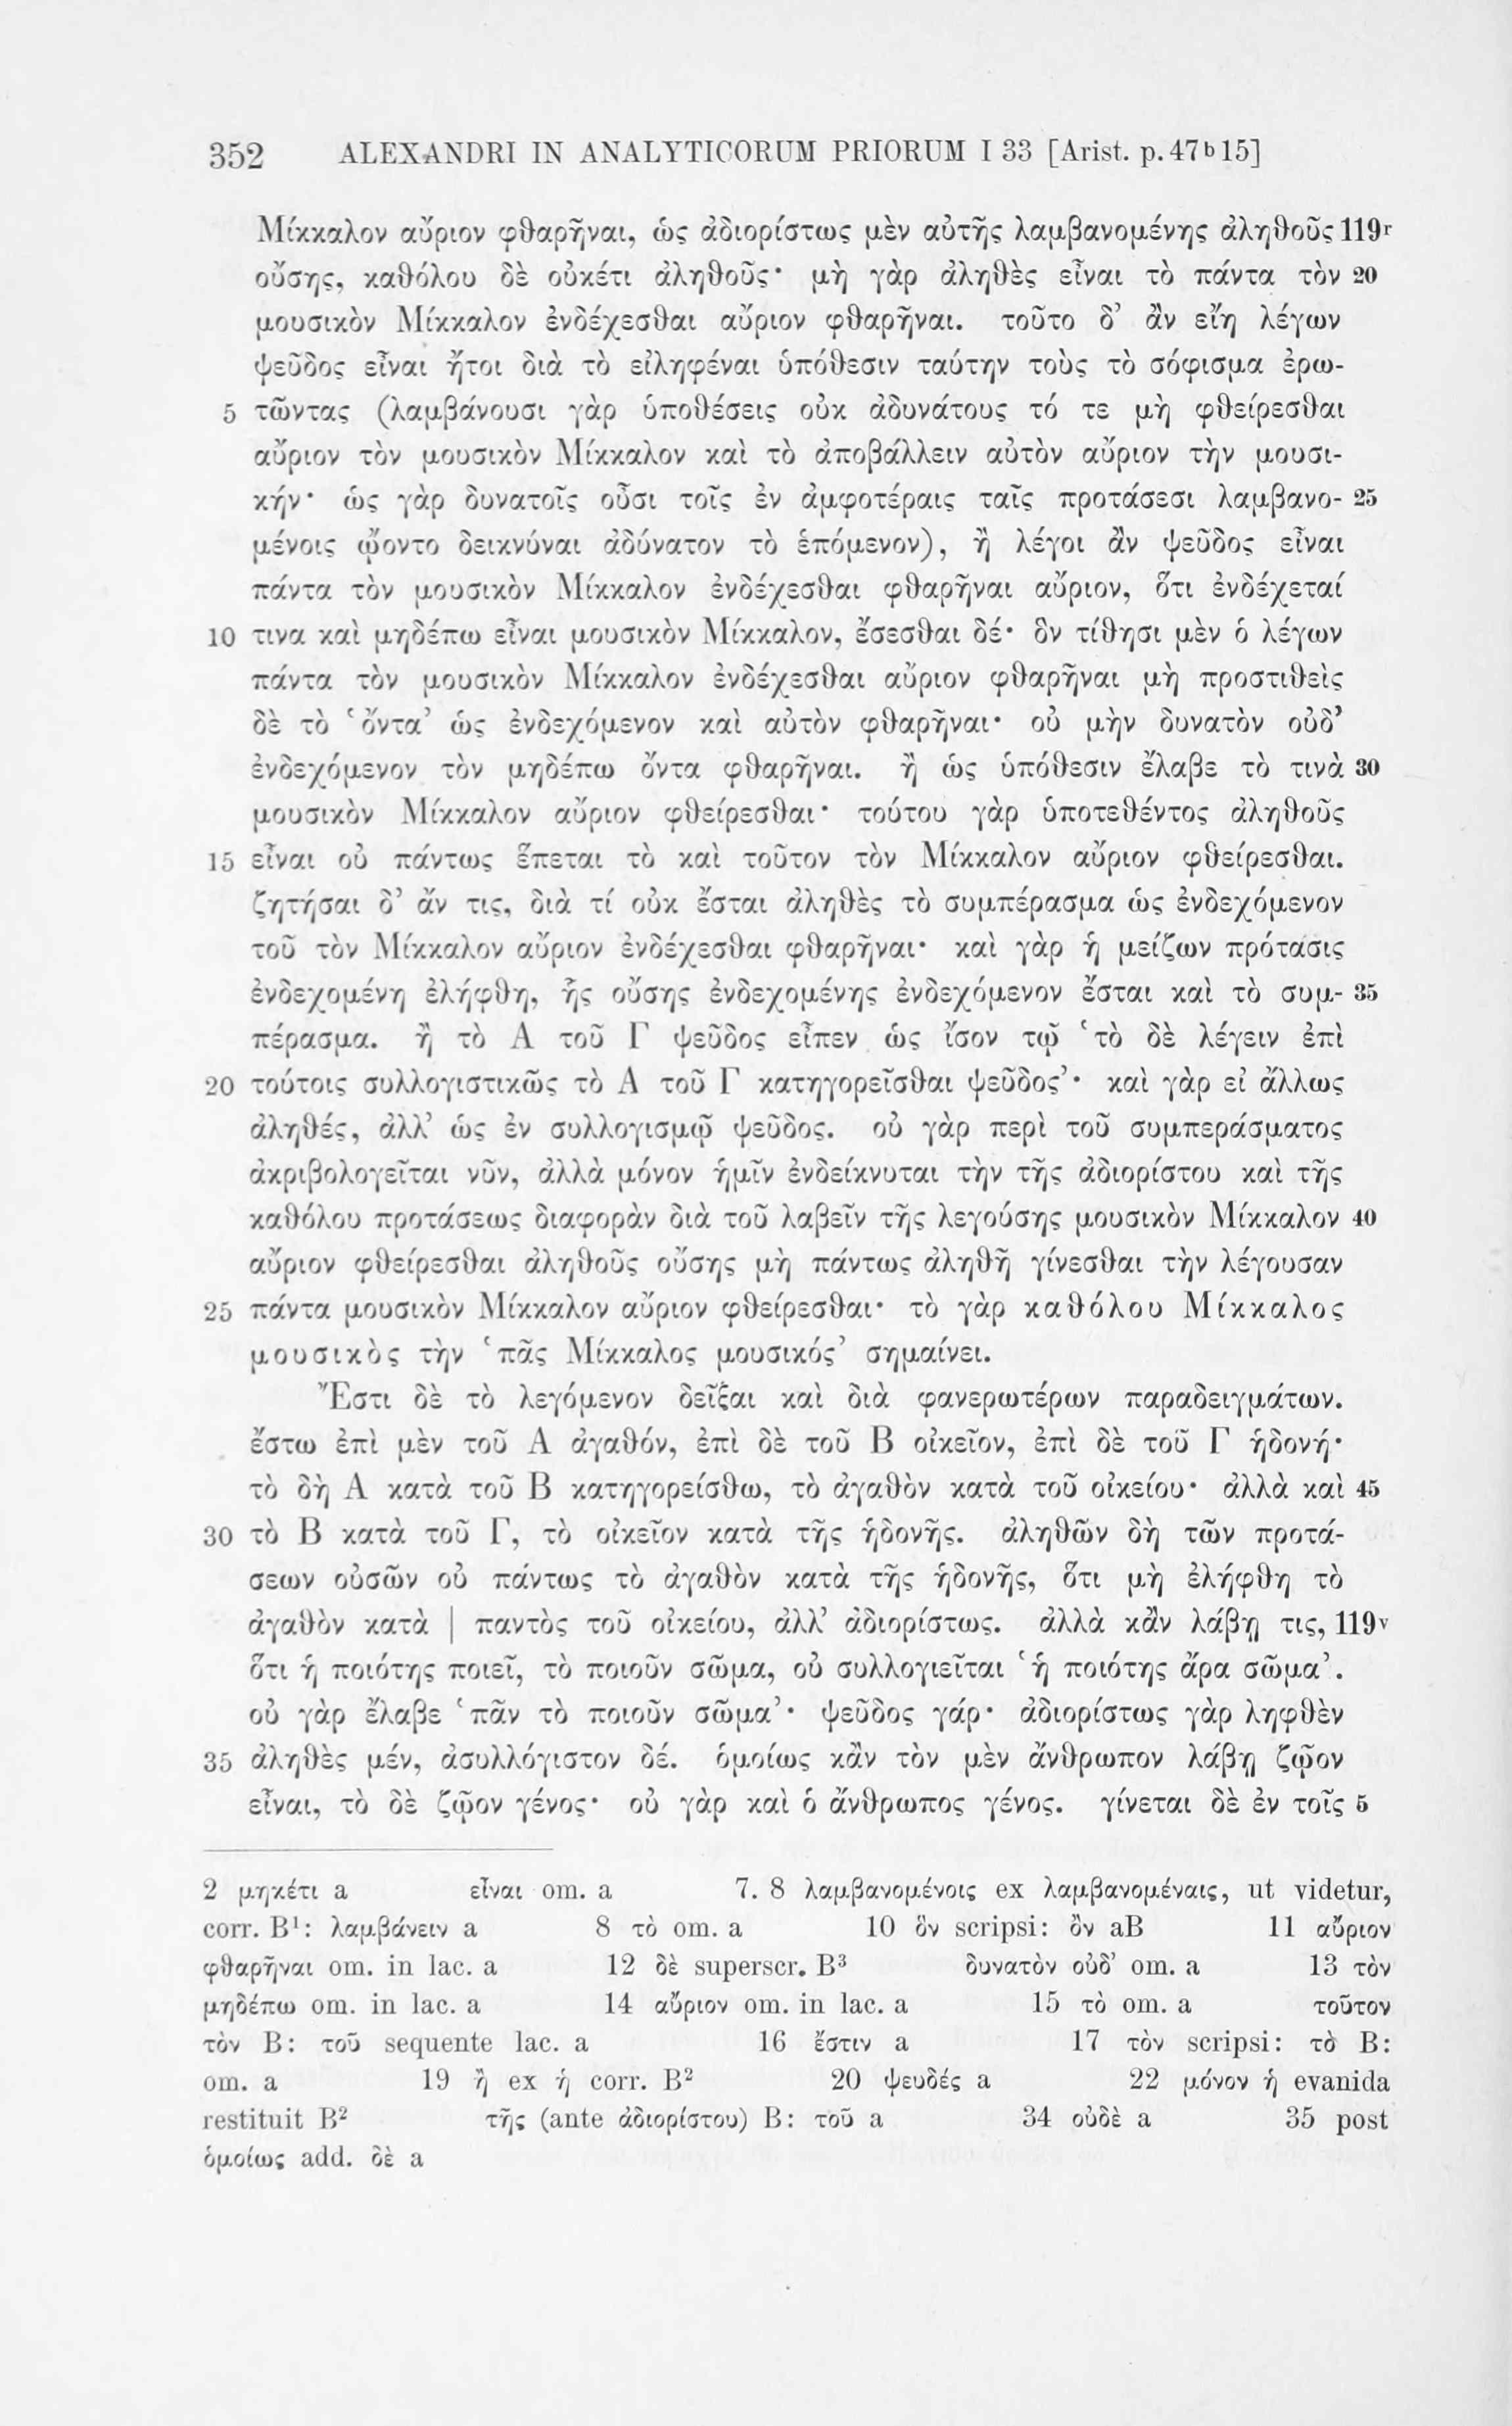 352 ALEXANDRI IN ANALYTICORUM PRIORUM I 33 [Arist. p. 47b15]
Μίκκαλον αὔριον φθαρῆναι, ὡς ἀδιορίστως μὲν αὐτῆς λαμβανομένης ἀληθοῦς 119r
οὔσης, καθόλου δὲ οὐκέτι ἀληθοῦς· μὴ γὰρ ἀληθὲς εἶναι τὸ πάντα τὸν 20
μουσικὸν Μίκκαλον ἐνδέχεσθαι αὔριον φθαρῆναι. τοῦτο δ’ ἂν εἴη λέγων
ψεῦδος εἶναι ἤτοι διὰ τὸ εἰληφέναι ὑπόθεσιν ταύτην τοὺς τὸ σόφισμα ἐρω-
5 τῶντας (λαμβάνουσι γὰρ ὑποθέσεις οὐκ ἀδυνάτους τό τε μὴ φθείρεσθαι
αὔριον τὸν μουσικὸν Μίκκαλον καὶ τὸ ἀποβάλλειν αὐτὸν αὔριον τὴν μουσι-
κήν· ὡς γὰρ δυνατοῖς οὖσι τοῖς ἐν ἀμφοτέραις ταῖς προτάσεσι λαμβανο- 25
μένοις ᾤοντο δεικνύναι ἀδύνατον τὸ ἑπόμενον), ἢ λέγοι ἂν ψεῦδος εἶναι
πάντα τὸν μουσικὸν Μίκκαλον ἐνδέχεσθαι φθαρῆναι αὔριον, ὅτι ἐνδέχεταί
10 τινα καὶ μηδέπω εἶναι μουσικὸν Μίκκαλον, ἔσεσθαι δέ· ὃν τίθησι μὲν ὁ λέγων
πάντα τὸν μουσικὸν Μίκκαλον ἐνδέχεσθαι αὔριον φθαρῆναι μὴ προστιθεὶς
δὲ τὸ ‘ὄντα’ ὡς ἐνδεχόμενον καὶ αὐτὸν φθαρῆναι· οὐ μὴν δυνατὸν οὐδ’
ἐνδεχόμενον τὸν μηδέπω ὄντα φθαρῆναι. ἢ ὡς ὑπόθεσιν ἔλαβε τὸ τινὰ 30
μουσικὸν Μίκκαλον αὔριον φθείρεσθαι· τούτου γὰρ ὑποτεθέντος ἀληθοῦς
15 εἶναι οὐ πάντως ἕπεται τὸ καὶ τοῦτον τὸν Μίκκαλον αὔριον φθείρεσθαι.
ζητήσαι δ’ ἄν τις, διὰ τί οὐκ ἔσται ἀληθὲς τὸ συμπέρασμα ὡς ἐνδεχόμενον
τοῦ τὸν Μίκκαλον αὔριον ἐνδέχεσθαι φθαρῆναι· καὶ γὰρ ἡ μείζων πρότασις
ἐνδεχομένη ἐλήφθη, ἧς οὔσης ἐνδεχομένης ἐνδεχόμενον ἔσται καὶ τὸ συμ- 35
πέρασμα. ἢ τὸ Α τοῦ Γ ψεῦδος εἶπεν ὡς ἴσον τῷ ‘τὸ δὲ λέγειν ἐπὶ
20 τούτοις συλλογιστικῶς τὸ Α τοῦ Γ κατηγορεῖσθαι ψεῦδος’· καὶ γὰρ εἰ ἄλλως
ἀληθές, ἀλλ’ ὡς ἐν συλλογισμῷ ψεῦδος. οὐ γὰρ περὶ τοῦ συμπεράσματος
ἀκριβολογεῖται νῦν, ἀλλὰ μόνον ἡμῖν ἐνδείκνυται τὴν τῆς ἀδιορίστου καὶ τῆς
καθόλου προτάσεως διαφορὰν διὰ τοῦ λαβεῖν τῆς λεγούσης μουσικὸν Μίκκαλον 40
αὔριον φθείρεσθαι ἀληθοῦς οὔσης μὴ πάντως ἀληθῆ γίνεσθαι τὴν λέγουσαν
25 πάντα μουσικὸν Μίκκαλον αὔριον φθείρεσθαι· τὸ γὰρ καθόλου Μίκκαλος
μουσικὸς τὴν ‘πᾶς Μίκκαλος μουσικός’ σημαίνει.
Ἔστι δὲ τὸ λεγόμενον δεῖξαι καὶ διὰ φανερωτέρων παραδειγμάτων.
ἔστω ἐπὶ μὲν τοῦ Α ἀγαθόν, ἐπὶ δὲ τοῦ Β οἰκεῖον, ἐπὶ δὲ τοῦ Γ ἡδονή·
τὸ δὴ Α κατὰ τοῦ Β κατηγορείσθω, τὸ ἀγαθὸν κατὰ τοῦ οἰκείου· ἀλλὰ καὶ 45
30 τὸ Β κατὰ τοῦ Γ, τὸ οἰκεῖον κατὰ τῆς ἡδονῆς. ἀληθῶν δὴ τῶν προτά-
σεων οὐσῶν οὐ πάντως τὸ ἀγαθὸν κατὰ τῆς ἡδονῆς, ὅτι μὴ ἐλήφθη τὸ
ἀγαθὸν κατὰ | παντὸς τοῦ οἰκείου, ἀλλ’ ἀδιορίστως. ἀλλὰ κἂν λάβῃ τις, 119v
ὅτι ἡ ποιότης ποιεῖ, τὸ ποιοῦν σῶμα, οὐ συλλογιεῖται ‘ἡ ποιότης ἄρα σῶμα’.
οὐ γὰρ ἔλαβε ‘πᾶν τὸ ποιοῦν σῶμα’· ψεῦδος γάρ· ἀδιορίστως γὰρ ληφθὲν
35 ἀληθὲς μέν, ἀσυλλόγιστον δέ. ὁμοίως κἂν τὸν μὲν ἄνθρωπον λάβῃ ζῷον
εἶναι, τὸ δὲ ζῷον γένος· οὐ γὰρ καὶ ὁ ἄνθρωπος γένος. γίνεται δὲ ἐν τοῖς 5
2 μηκέτι a εἶναι om. a 7. 8 λαμβανομένοις ex λαμβανομέναις, ut videtur,
corr. B¹: λαμβάνειν a 8 τὸ om. a 10 ὃν scripsi: ὂν aB 11 αὔριον
φθαρῆναι om. in lac. a 12 δὲ superscr. B³ δυνατὸν οὐδ’ om. a 13 τὸν
μηδέπω om. in lac. a 14 αὔριον om. in lac. a 15 τὸ om. a τοῦτον
τὸν B: τοῦ sequente lac. a 16 ἔστιν a 17 τὸν scripsi: τὸ B:
om. a 19 ἢ ex ἡ corr. B² 20 ψευδές a 22 μόνον ἡ evanida
restituit B² τῆς (ante ἀδιορίστου) B: τοῦ a 34 οὐδὲ a 35 post
ὁμοίως add. δὲ a